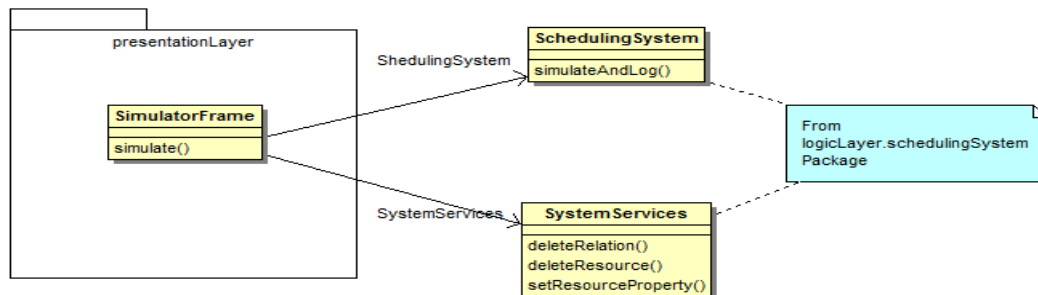 presentationLayer
SimulatorFrame
simulate()
ShedulingSystem
SchedulingSystem
simulateAndLog()
From
logicLayer.schedulingSystem
Package
SystemServices
SystemServices
deleteRelation()
deleteResource()
setResourceProperty()